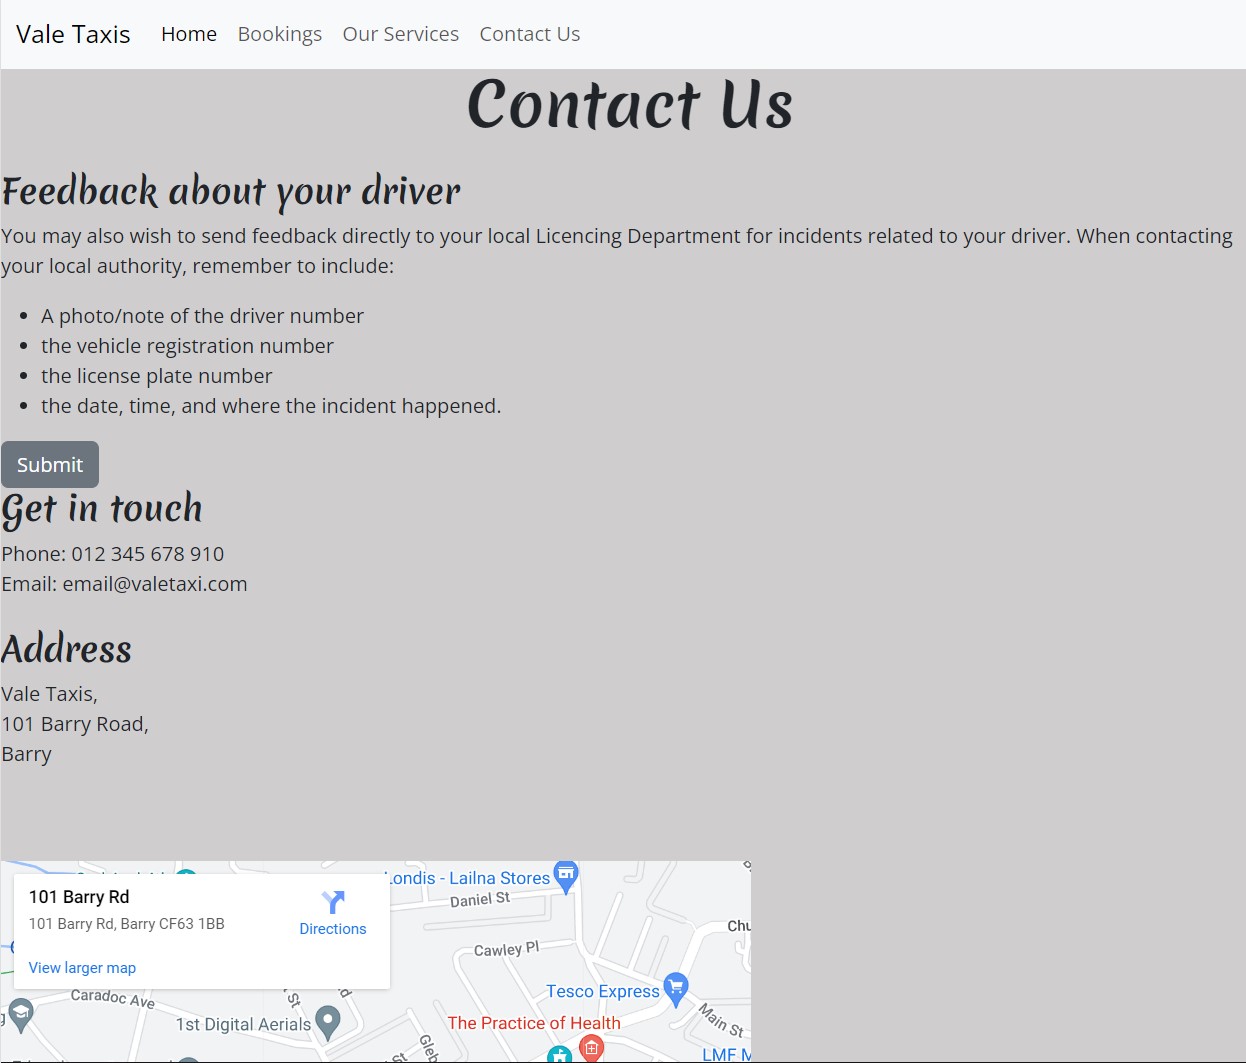 Vale Taxis Home Bookings Our Services Contact Us
Contact Us
Feedback about your driver
You may also wish to send feedback directly to your local Licencing Department for incidents related to your driver. When contacting
your local authority, remember to include:
• A photo/note of the driver number
• the vehicle registration number
• the license plate number
• the date, time, and where the incident happened.
Submit
Get in touch
Phone: 012 345 678 910
Email: email@valetaxi.com
Address
Vale Taxis,
101 Barry Road,
Barry
101 Barry Rd
101 Barry Rd, Barry CF63 1BB
Directions
View larger map
Londis - Lailna Stores
Daniel St
Cawley Pl
Tesco Express
Caradoc Ave
St
1st Digital Aerials
The Practice of Health
Main St
St
LMF